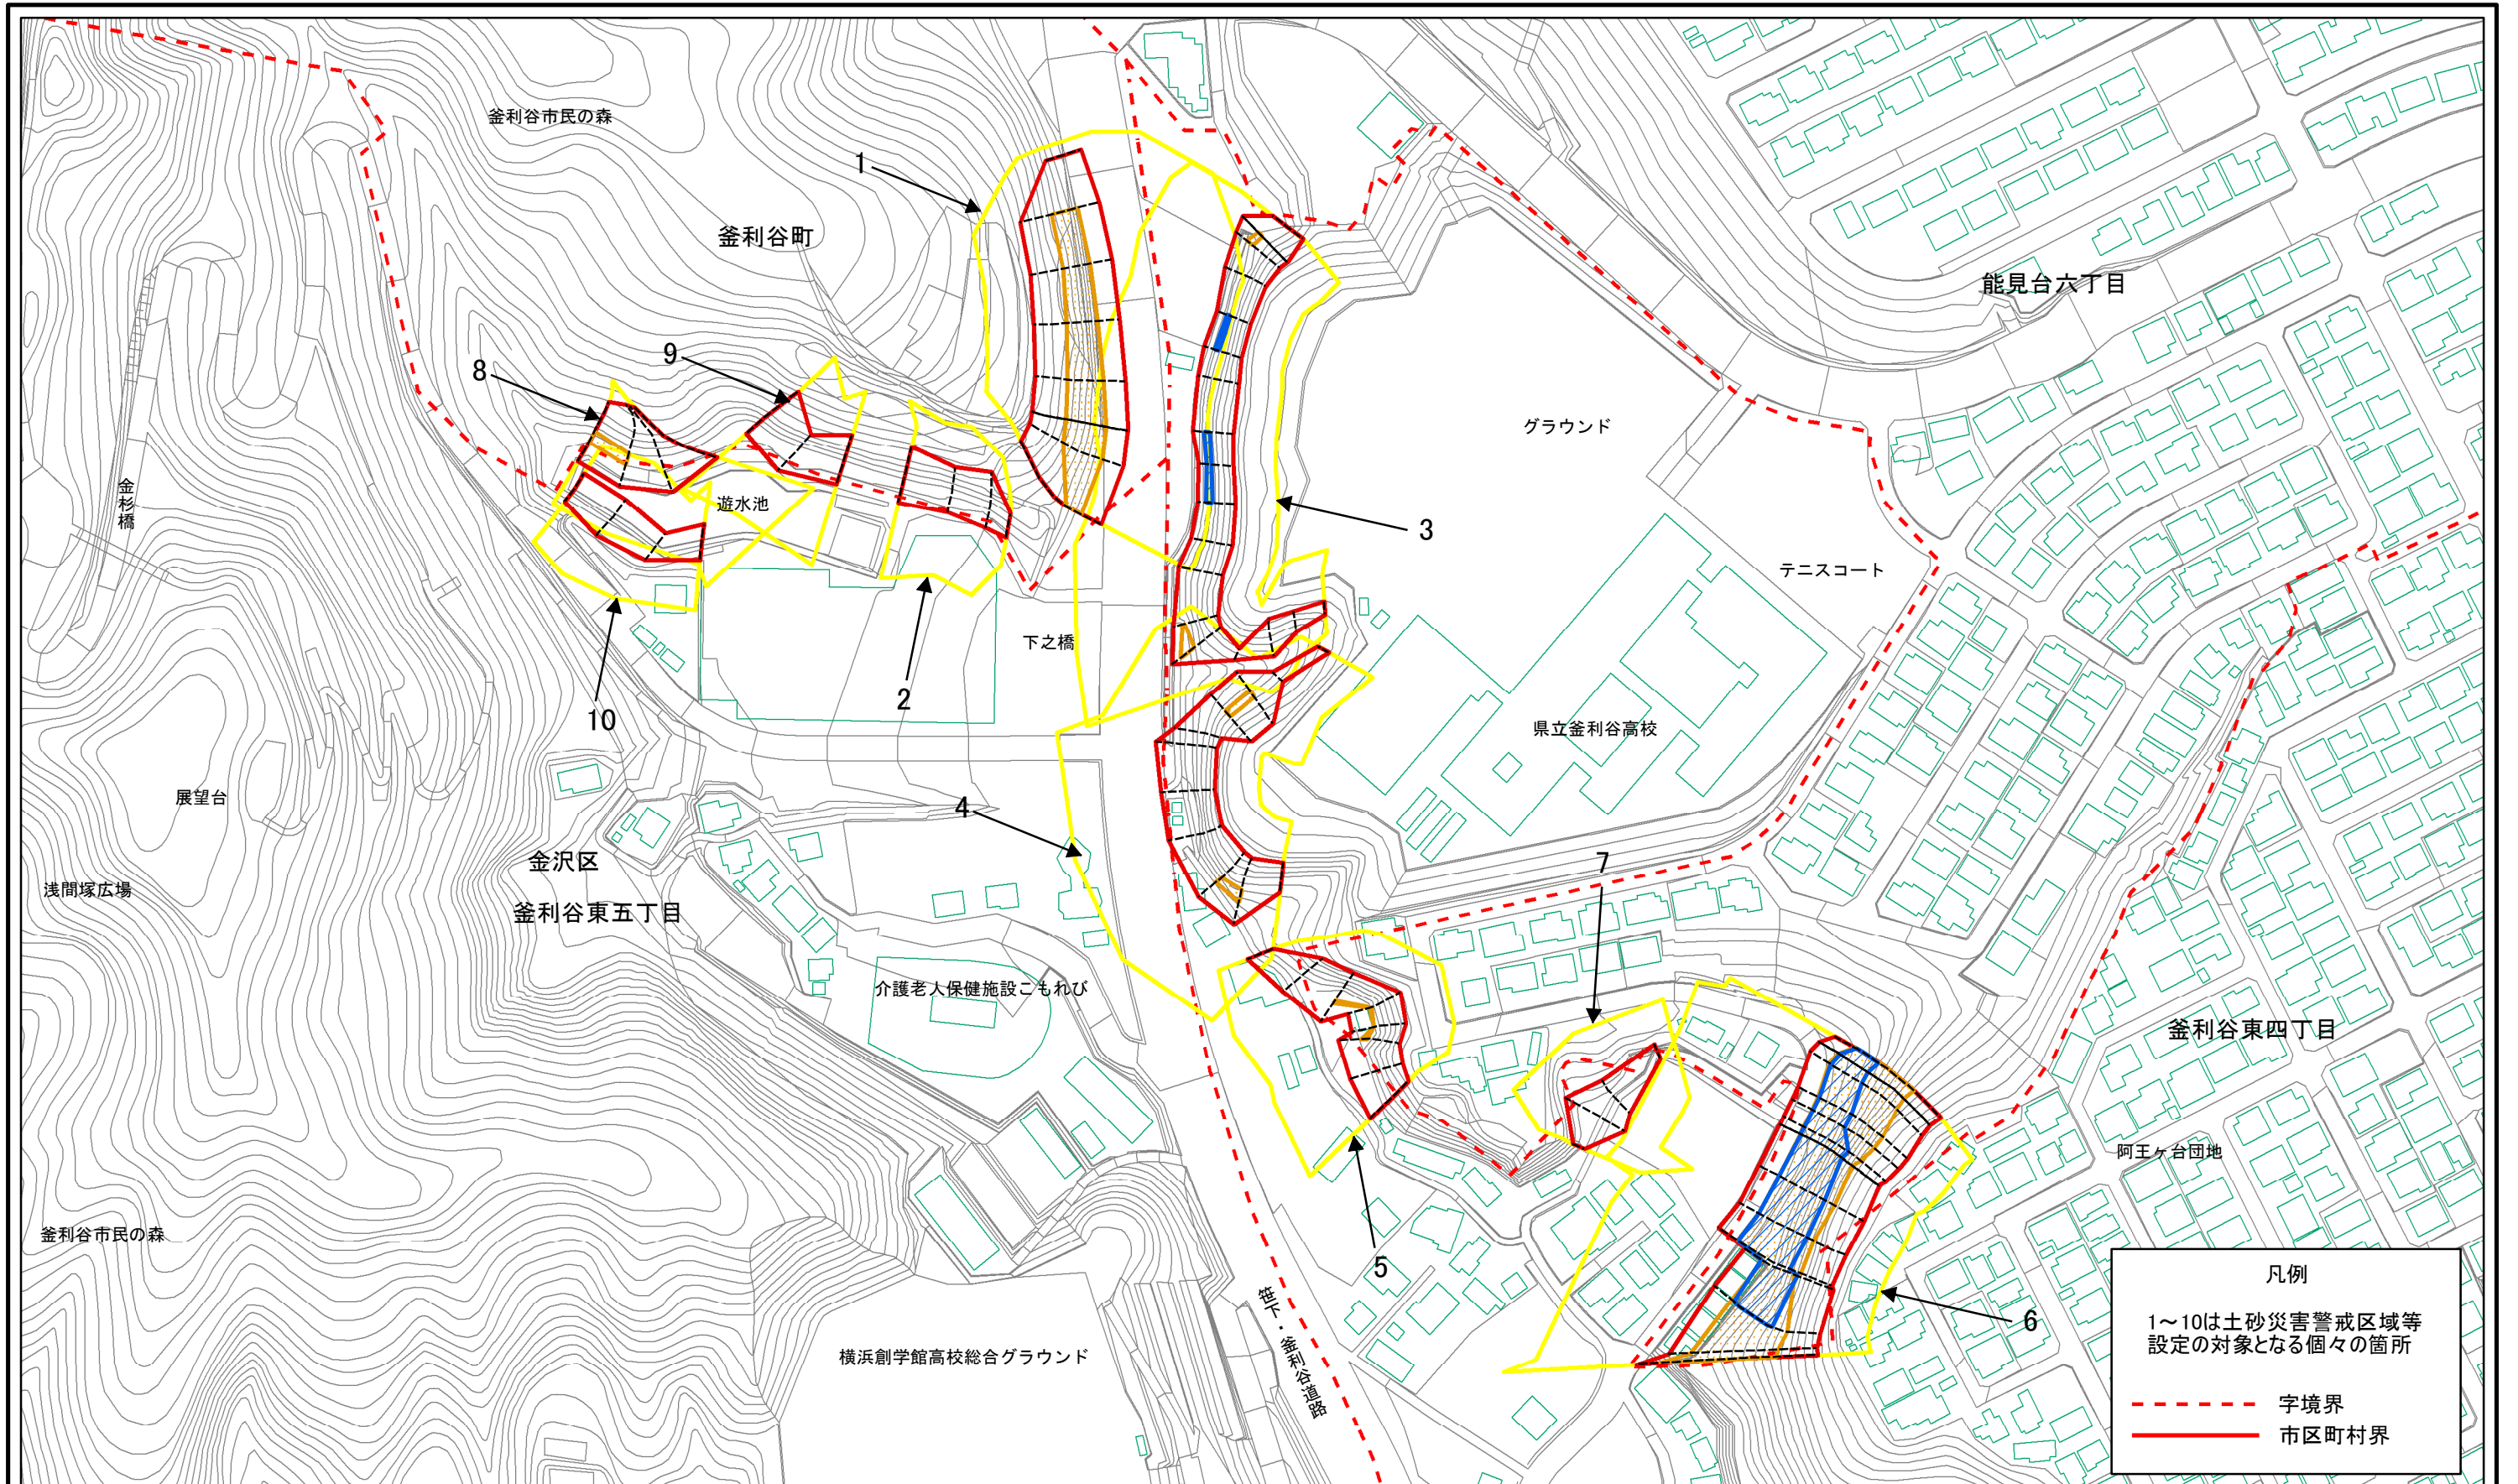 釜利谷市民の森
1
釜利谷町
能見台六丁目
9
8
グラウンド
金杉橋
遊水池
3
テニスコート
下之橋
2
10
県立釜利谷高校
展望台
4
金沢区
7
浅間塚広場
釜利谷東五丁目
介護老人保健施設こもれび
釜利谷東四丁目
阿王ヶ台団地
釜利谷市民の森
5
笹下・釜利谷道路
6
横浜創学館高校総合グラウンド
凡例
1～10は土砂災害警戒区域等
設定の対象となる個々の箇所
字境界
市区町村界